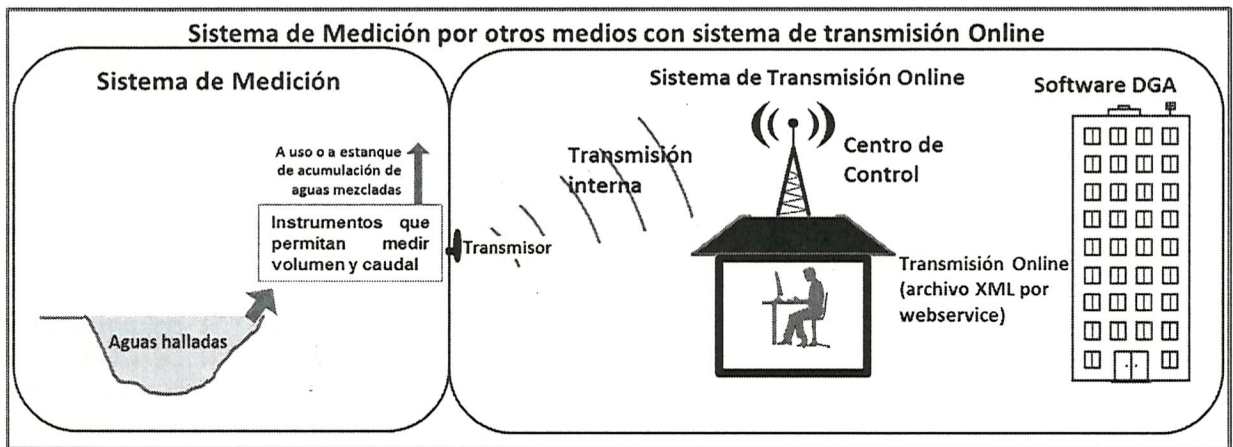 Sistema de Medición por otros medios con sistema de transmisión Online
Sistema de Medición
A uso o a estanque
de acumulación de
aguas mezcladas
Instrumentos que
permitan medir
volumen y caudal
Transmisor
Aguas halladas
Sistema de Transmisión Online
Transmisión
interna
Centro de
Control
Transmisión Online
(archivo XML por
webservice)
Software DGA